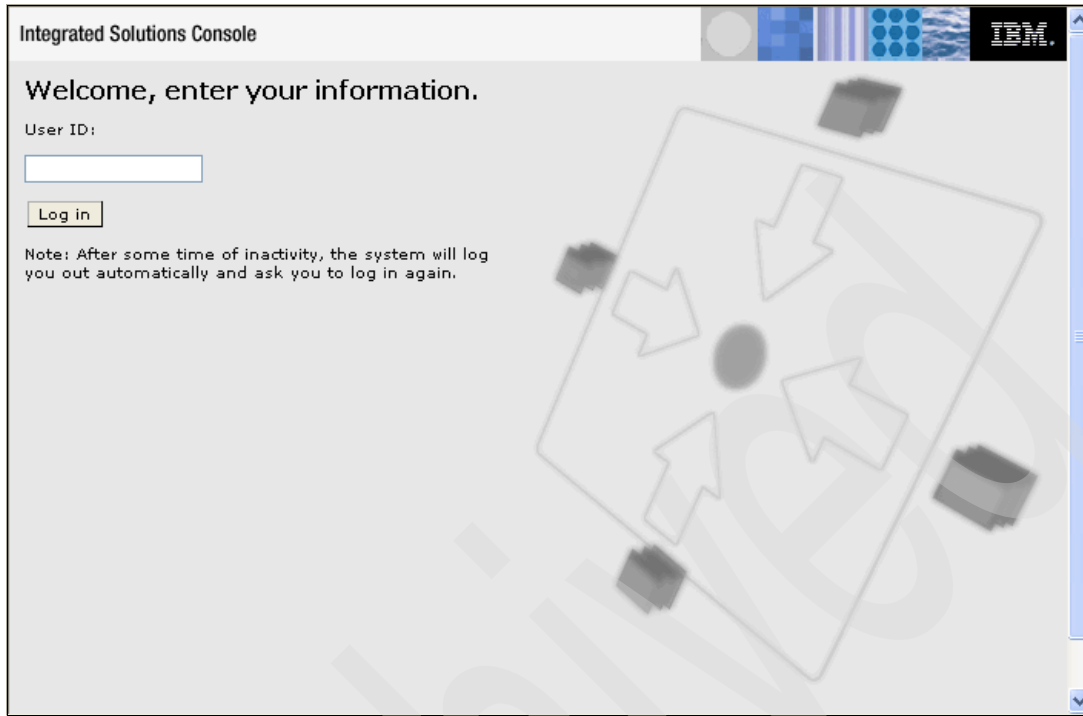 Integrated Solutions Console
IBM.
Welcome, enter your information.
User ID:
Log in
Note: After some time of inactivity, the system will log
you out automatically and ask you to log in again.